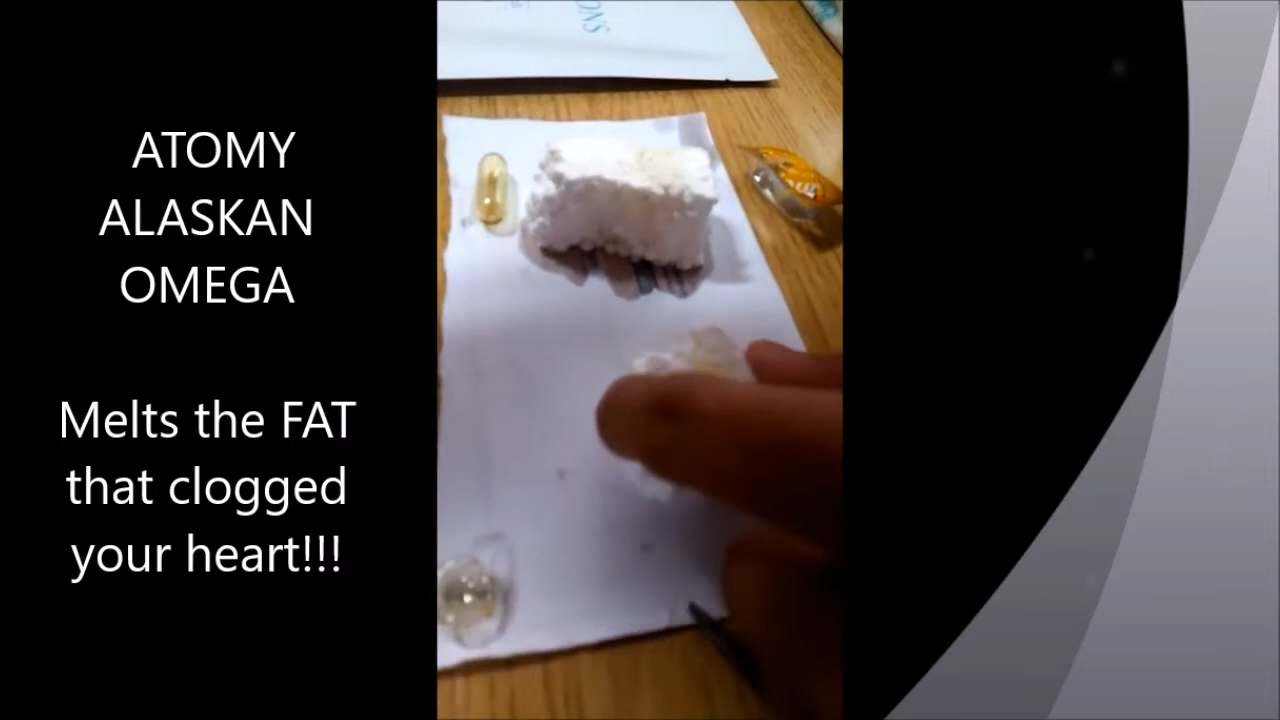 ATOMY
ALASKAN
OMEGA
Melts the FAT
that clogged
your heart!!!